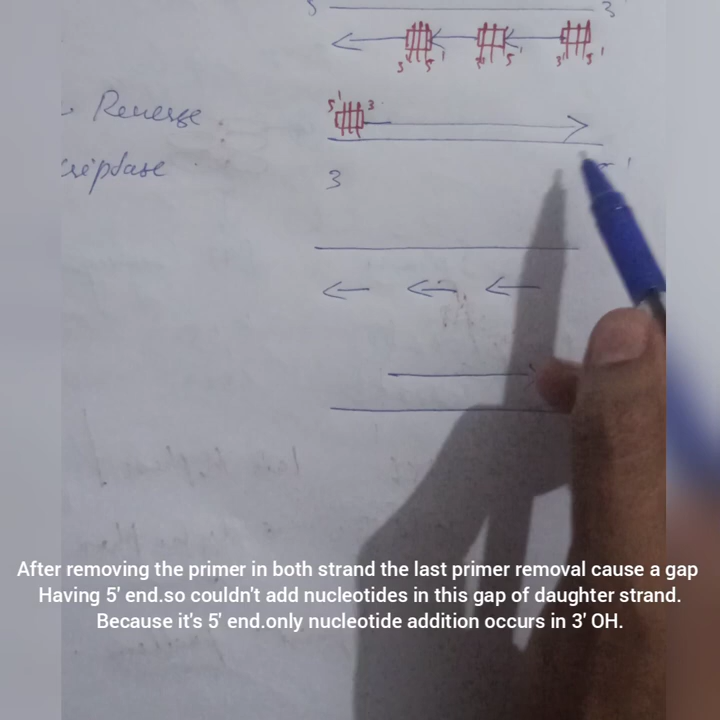 5 3
3' 5' 5' 3' 5'
5' 3
Reverse
3
After removing the primer in both strand the last primer removal cause a gap
Having 5' end.so couldn't add nucleotides in this gap of daughter strand.
Because it's 5' end.only nucleotide addition occurs in 3' OH.